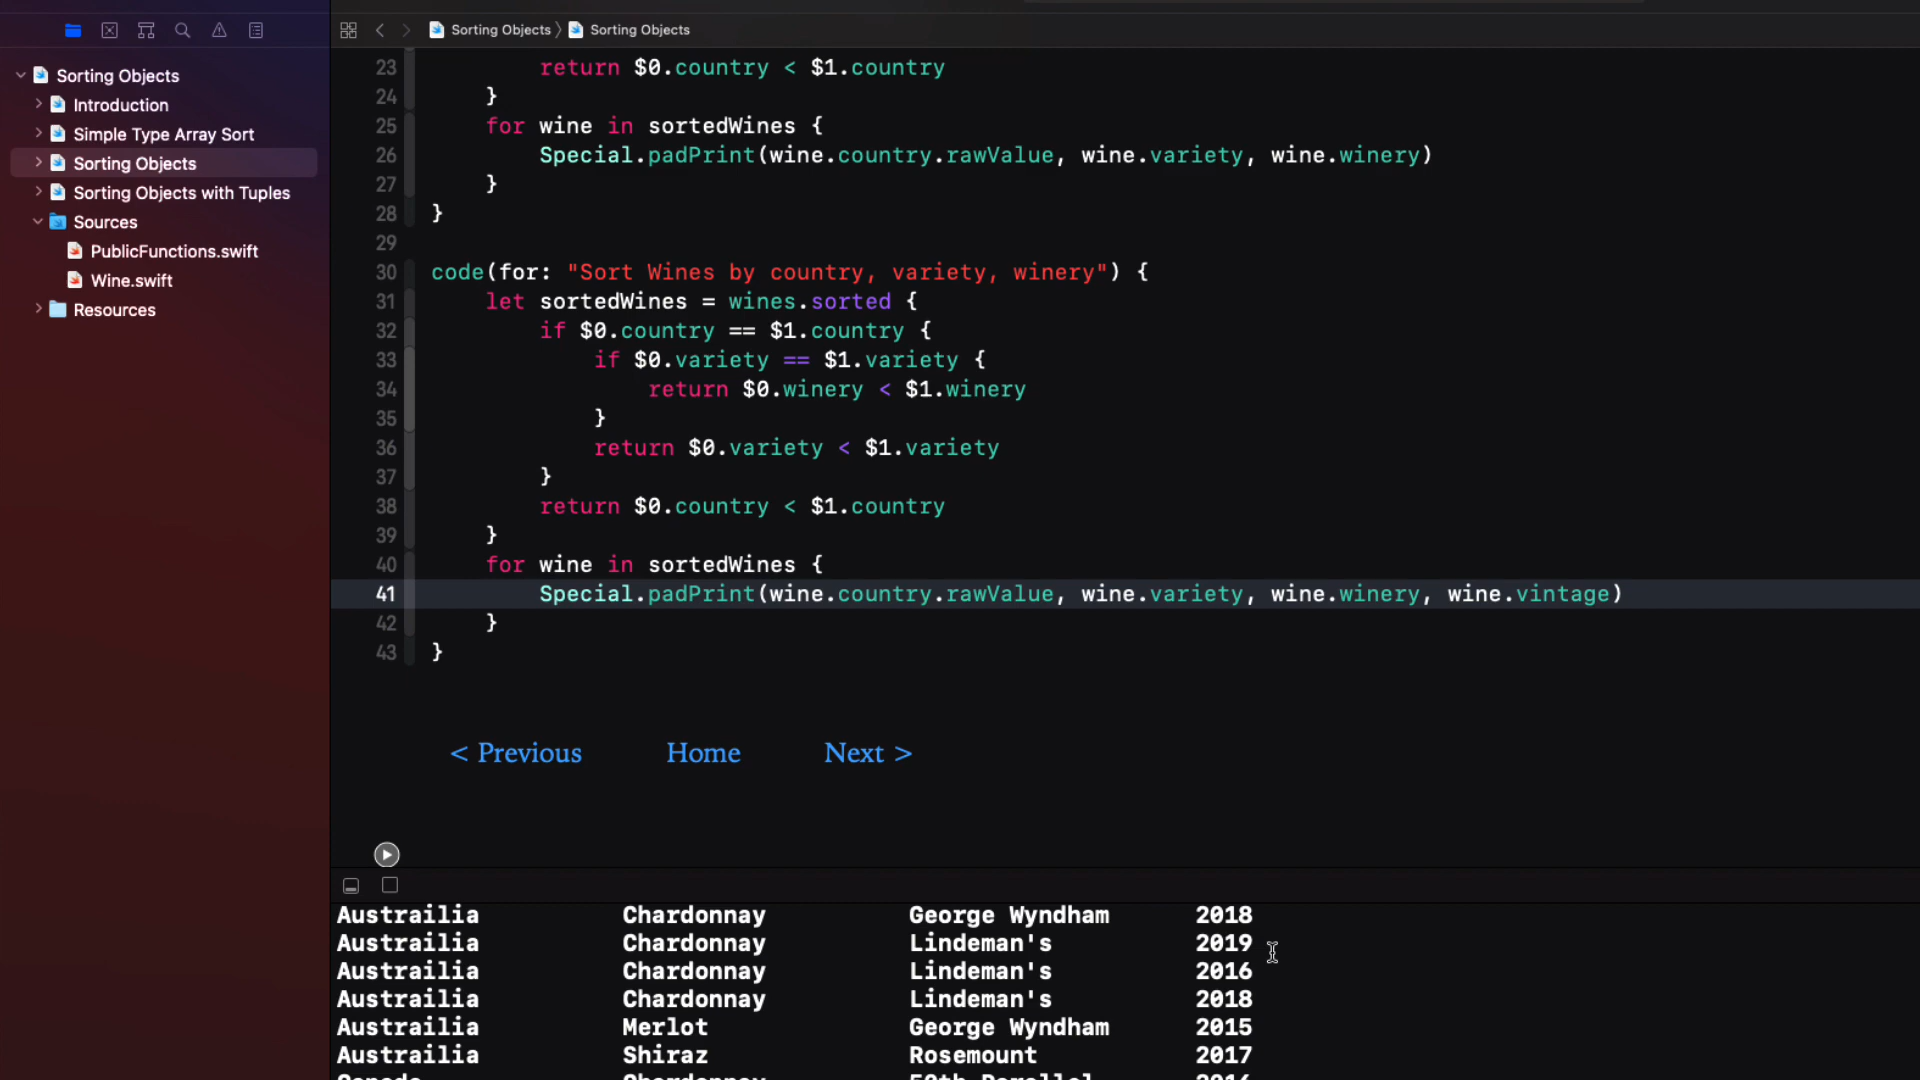 Sorting Objects
Introduction
Simple Type Array Sort
Sorting Objects
Sorting Objects with Tuples
Sources
PublicFunctions.swift
Wine.swift
Resources
Sorting Objects 〉 Sorting Objects
23 return $0.country < $1.country
24 }
25 for wine in sortedWines {
26 Special.padPrint(wine.country.rawValue, wine.variety, wine.winery)
27 }
28 }
29
30 code(for: "Sort Wines by country, variety, winery") {
31 let sortedWines = wines.sorted {
32 if $0.country == $1.country {
33 if $0.variety == $1.variety {
34 return $0.winery < $1.winery
35 }
36 return $0.variety < $1.variety
37 }
38 return $0.country < $1.country
39 }
40 for wine in sortedWines {
41 Special.padPrint(wine.country.rawValue, wine.variety, wine.winery, wine.vintage)
42 }
43 }
< Previous Home Next >
Austrailia Chardonnay George Wyndham 2018
Austrailia Chardonnay Lindeman's 2019
Austrailia Chardonnay Lindeman's 2016
Austrailia Chardonnay Lindeman's 2018
Austrailia Merlot George Wyndham 2015
Austrailia Shiraz Rosemount 2017